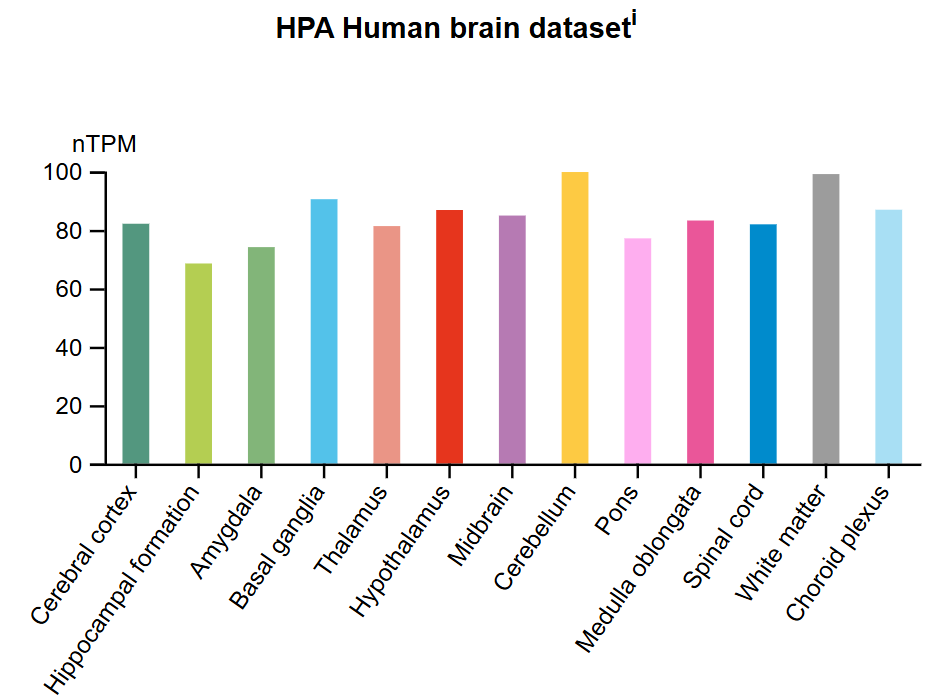 HPA Human brain datasetⁱ
nTPM
100
80
60
40
20
0
Cerebral cortex
Hippocampal formation
Amygdala
Basal ganglia
Thalamus
Hypothalamus
Midbrain
Cerebellum
Pons
Medulla oblongata
Spinal cord
White matter
Choroid plexus